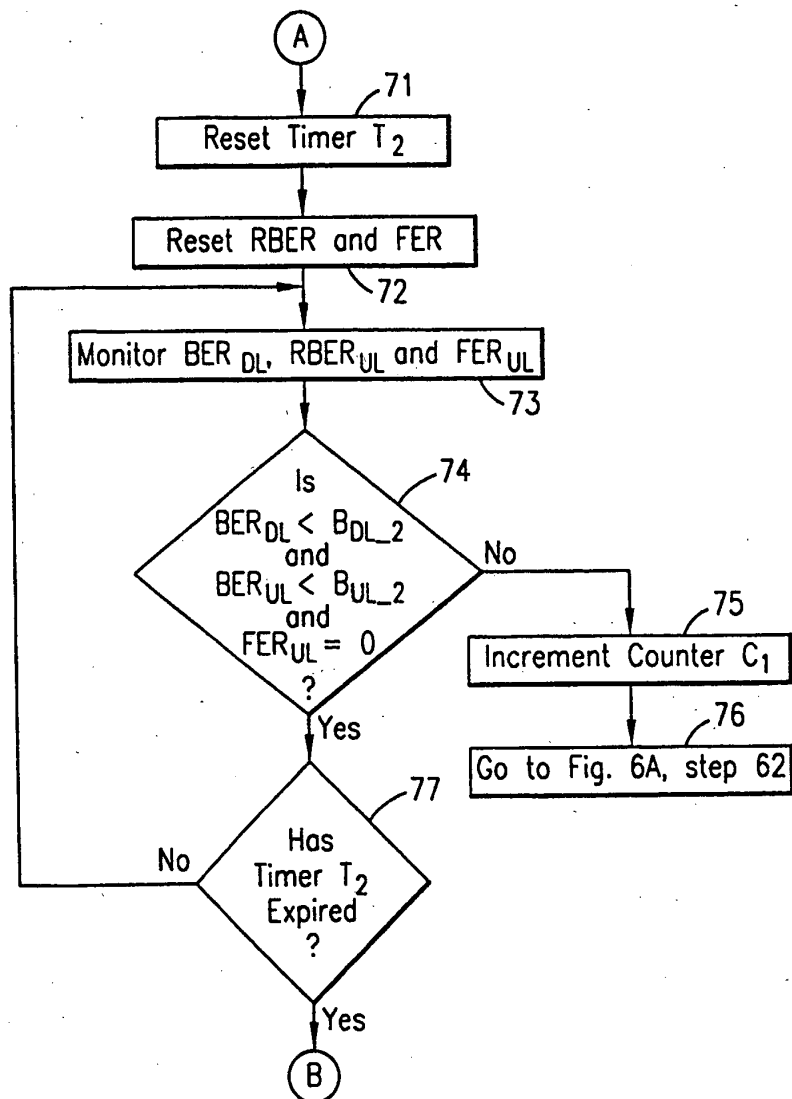 A
71
Reset Timer T2
Reset RBER and FER
72
Monitor BER DL, RBER UL and FER UL
73
74
Is
BER DL < B DL_2
and
BER UL < B UL_2
and
FER UL = 0
?
No
75
Increment Counter C1
76
Go to Fig. 6A, step 62
Yes
77
Has
Timer T2
Expired
?
No
Yes
B